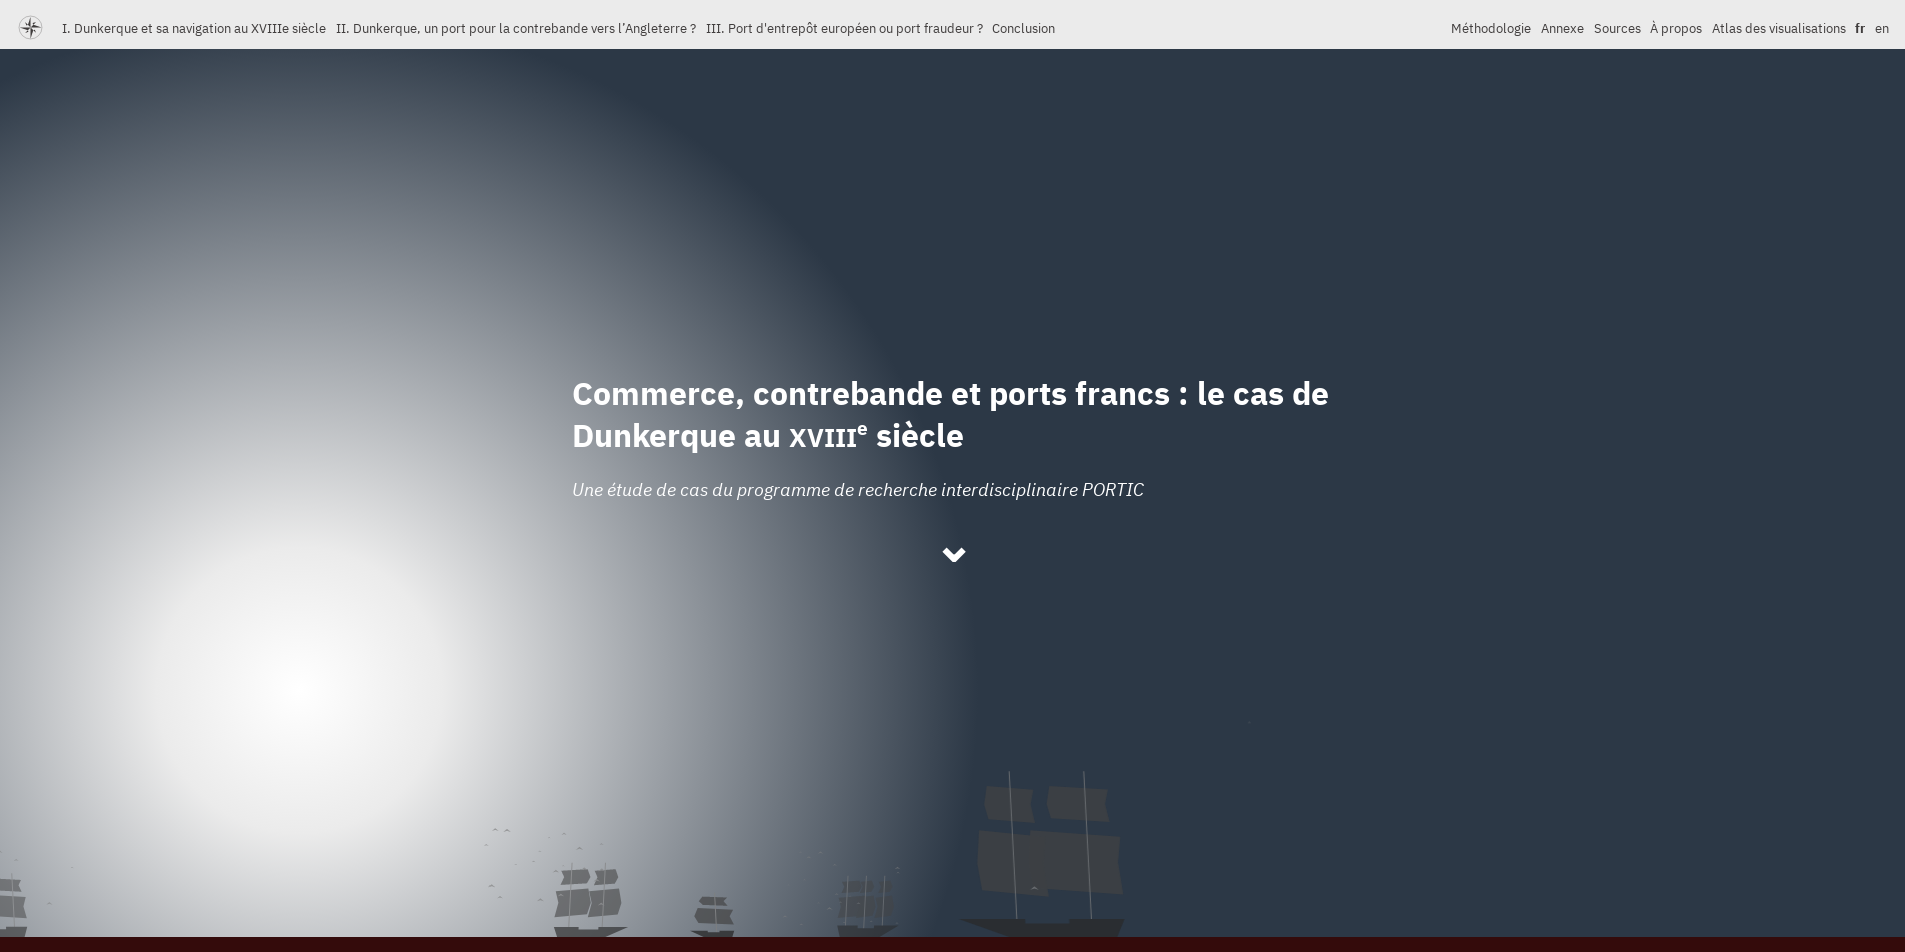 I. Dunkerque et sa navigation au XVIIIe siècle II. Dunkerque, un port pour la contrebande vers l’Angleterre ? III. Port d'entrepôt européen ou port fraudeur ? Conclusion Méthodologie Annexe Sources À propos Atlas des visualisations fr en
Commerce, contrebande et ports francs : le cas de
Dunkerque au XVIIIe siècle
Une étude de cas du programme de recherche interdisciplinaire PORTIC